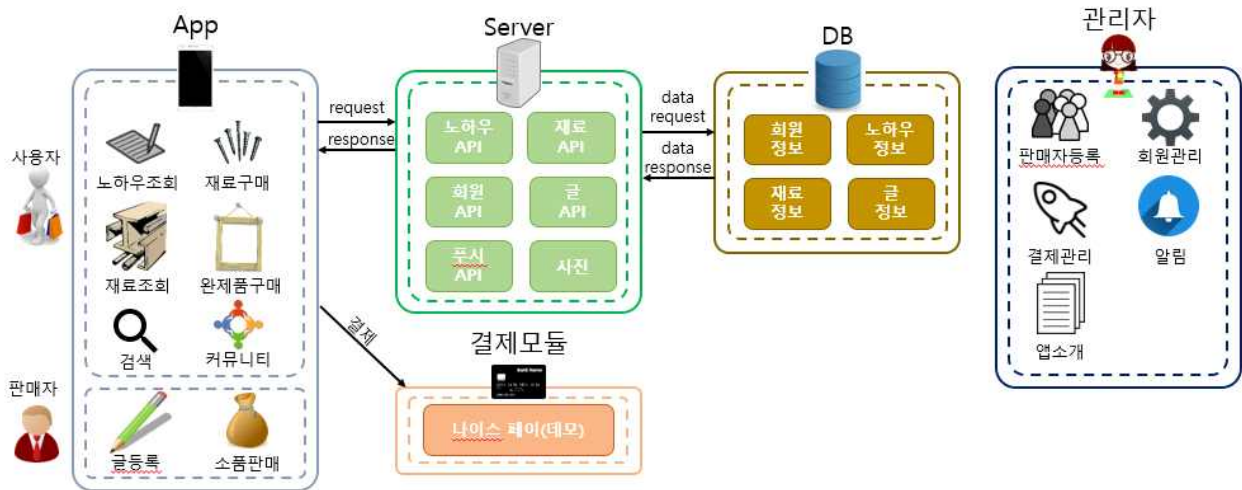 App
사용자
노하우조회
재료구매
재료조회
완제품구매
검색
커뮤니티
판매자
글등록
소품판매
request
response
결제
Server
노하우
API
재료
API
회원
API
글
API
푸시
API
사진
data
request
data
response
DB
회원
정보
노하우
정보
재료
정보
글
정보
결제모듈
나이스 페이(데모)
관리자
판매자등록
회원관리
결제관리
알림
앱소개